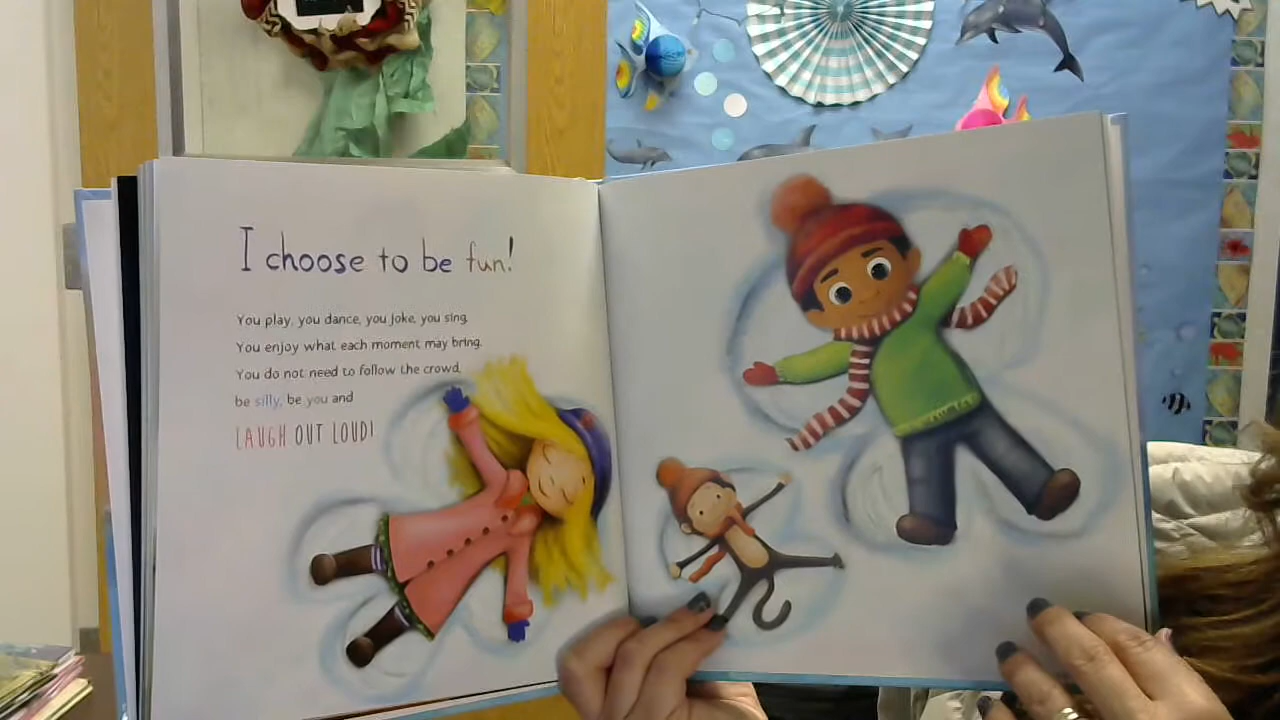 I choose to be fun!
You play, you dance, you joke, you sing.
You enjoy what each moment may bring.
You do not need to follow the crowd,
be silly, be you and
LAUGH OUT LOUD!